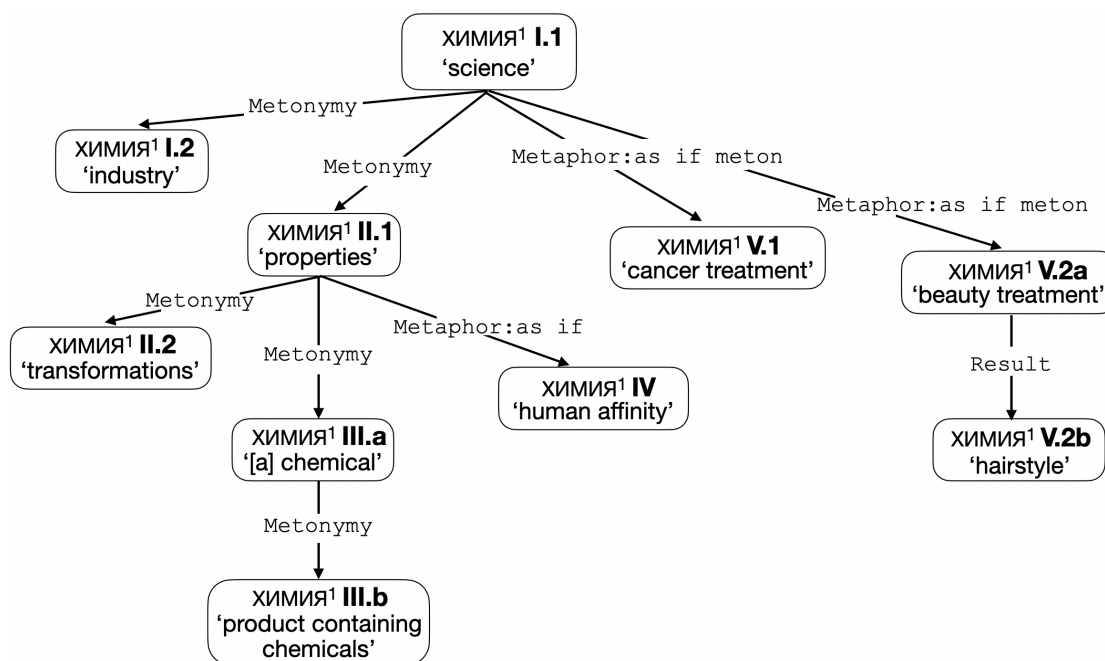 химия¹ I.1
‘science’
Metonymy
химия¹ I.2
‘industry’
Metonymy
Metaphor:as if meton
Metaphor:as if meton
химия¹ II.1
‘properties’
химия¹ V.1
‘cancer treatment’
химия¹ V.2a
‘beauty treatment’
Metonymy
химия¹ II.2
‘transformations’
Metonymy
Metaphor:as if
химия¹ IV
‘human affinity’
Result
химия¹ III.a
‘[a] chemical’
химия¹ V.2b
‘hairstyle’
Metonymy
химия¹ III.b
‘product containing
chemicals’